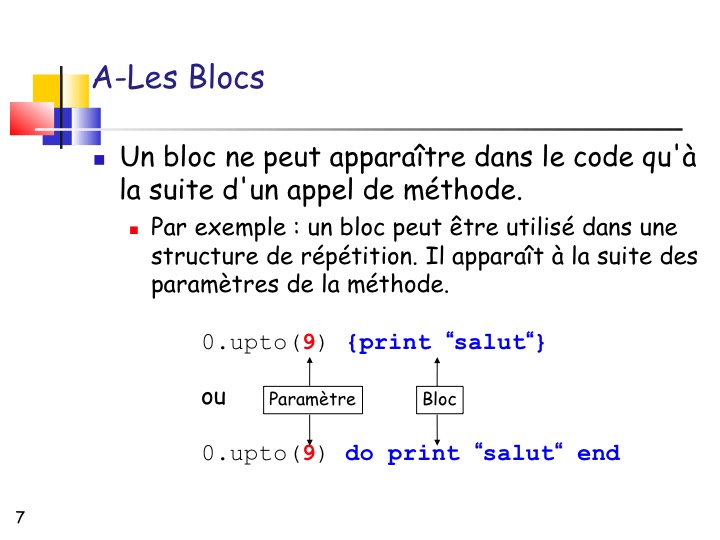 A-Les Blocs
Un bloc ne peut apparaître dans le code qu'à
la suite d'un appel de méthode.
Par exemple : un bloc peut être utilisé dans une
structure de répétition. Il apparaît à la suite des
paramètres de la méthode.
0.upto(9) {print “salut“}
ou
Paramètre
Bloc
0.upto(9) do print “salut“ end
7